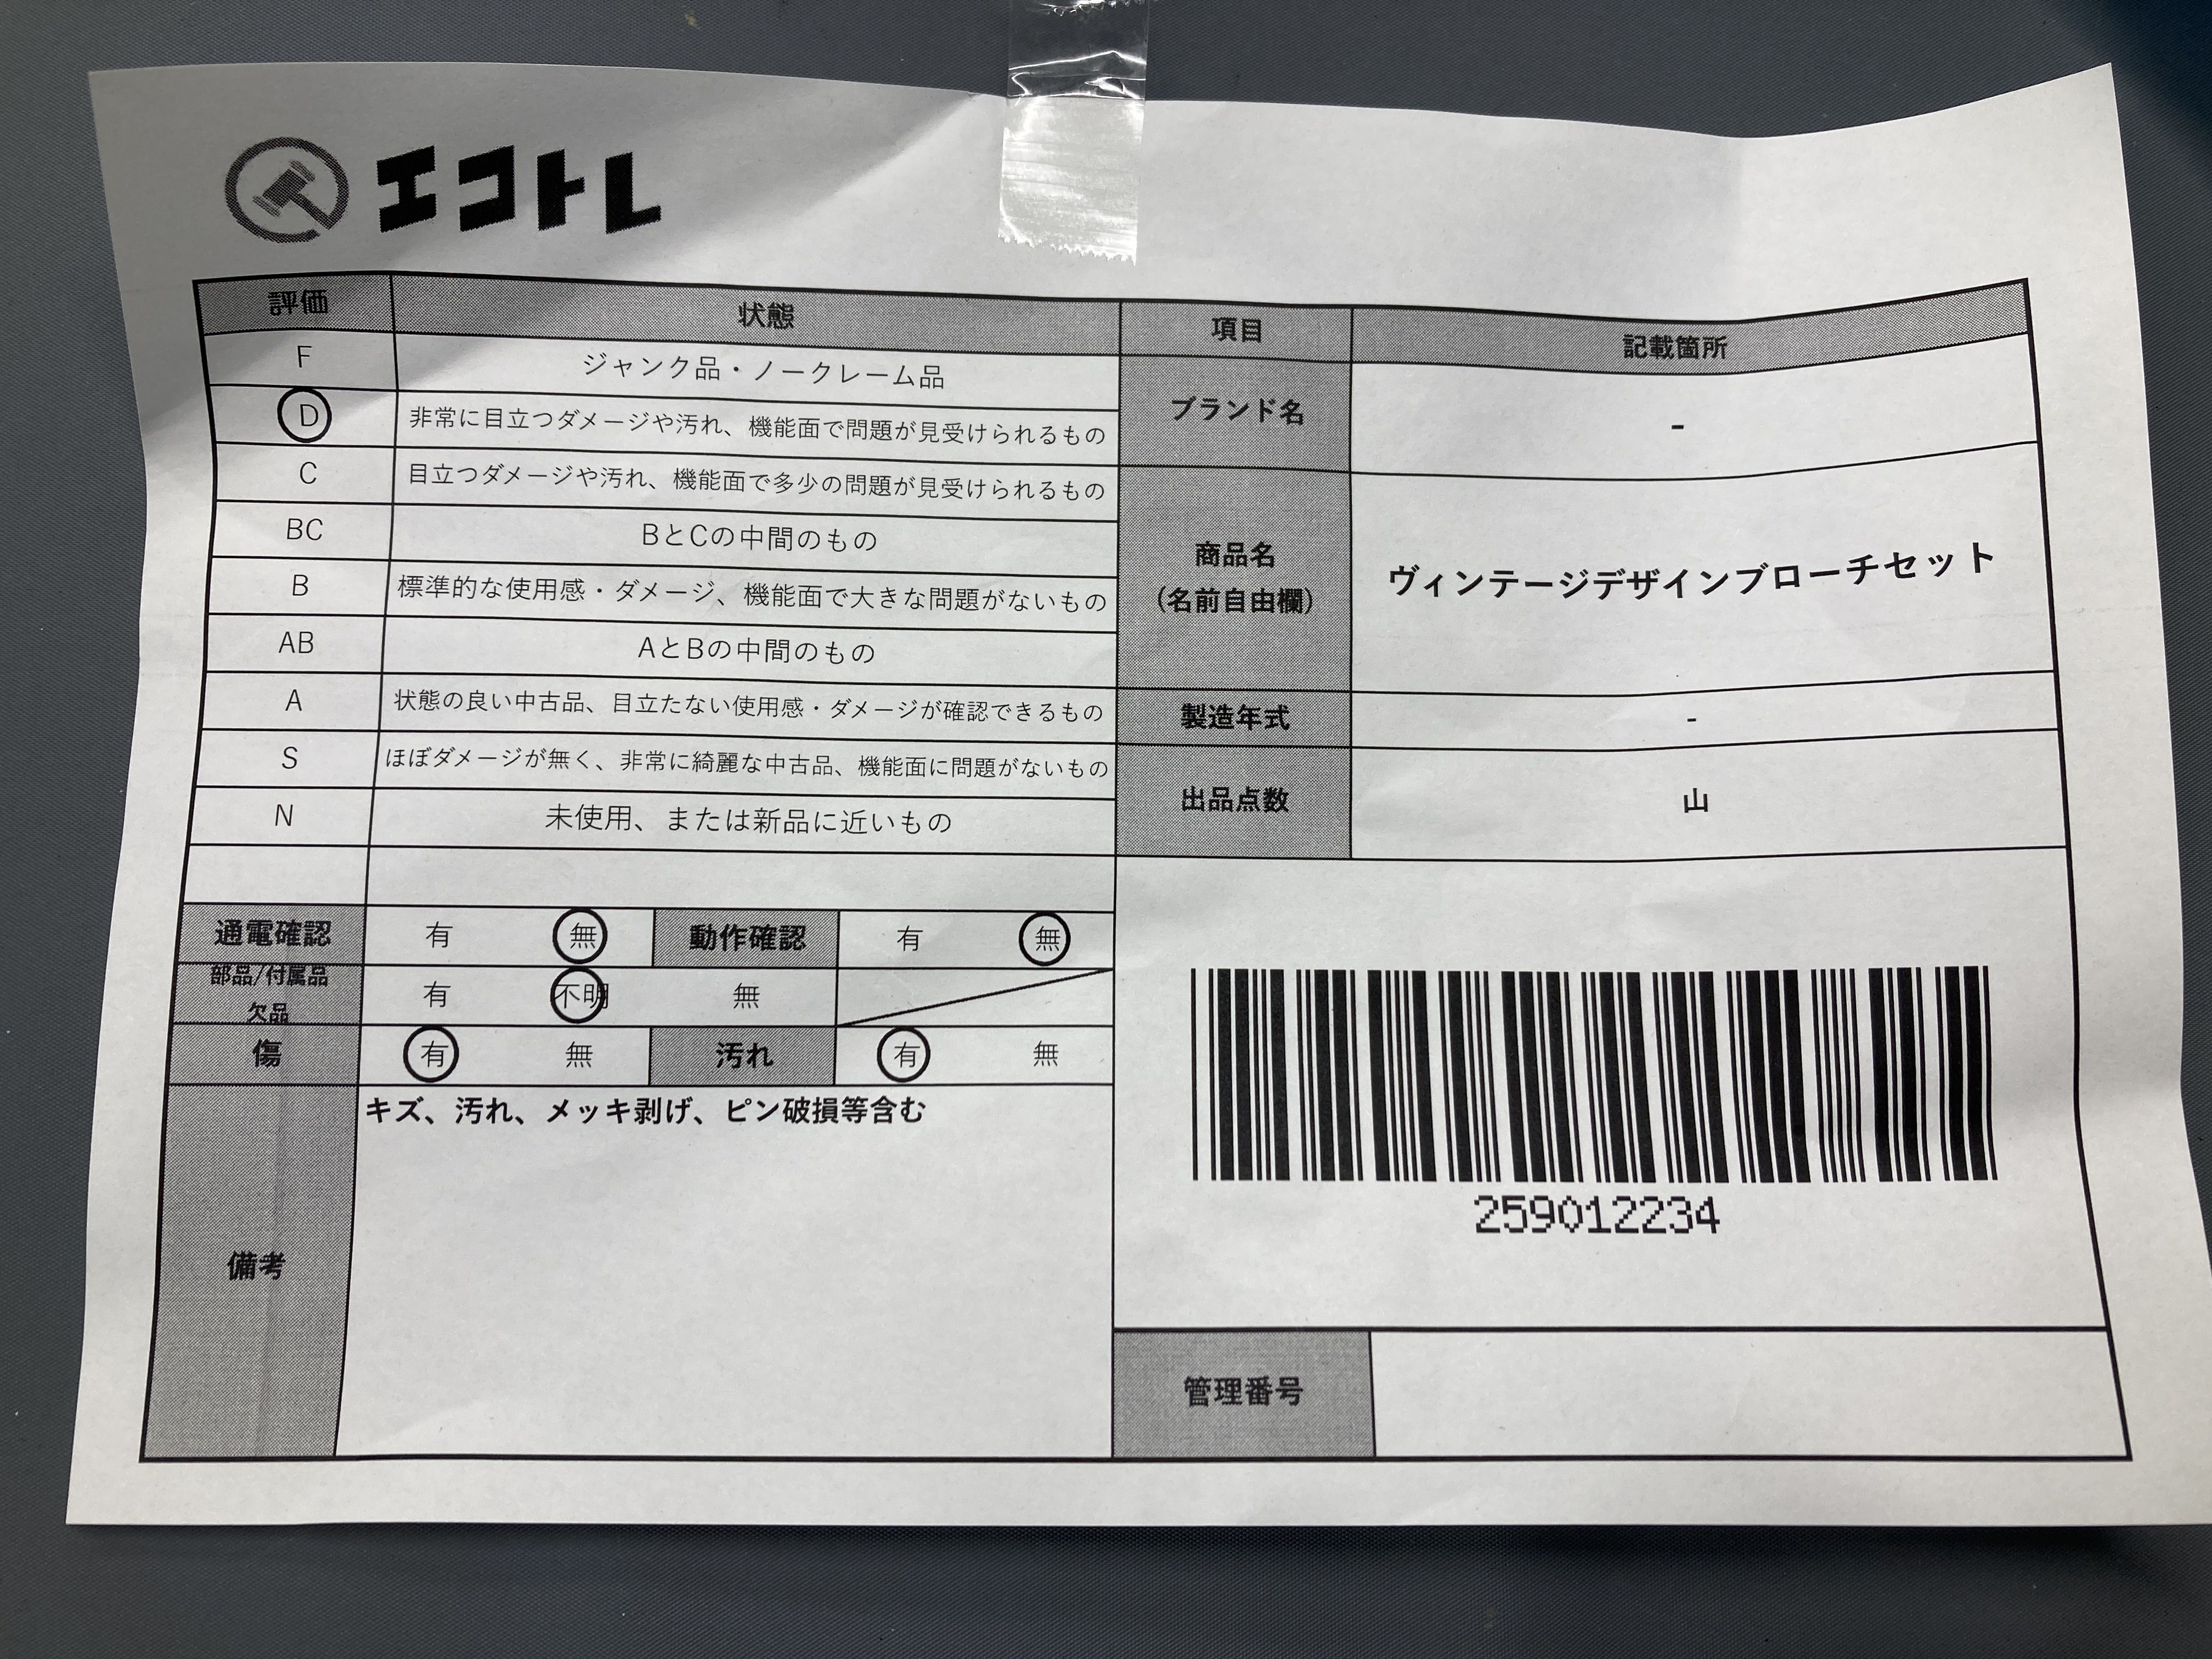 エコトレ
評価 状態
F ジャンク品・ノークレーム品
D 非常に目立つダメージや汚れ、機能面で問題が見受けられるもの
C 目立つダメージや汚れ、機能面で多少の問題が見受けられるもの
BC BとCの中間のもの
B 標準的な使用感・ダメージ、機能面で大きな問題がないもの
AB AとBの中間のもの
A 状態の良い中古品、目立たない使用感・ダメージが確認できるもの
S ほぼダメージが無く、非常に綺麗な中古品、機能面に問題がないもの
N 未使用、または新品に近いもの
通電確認 有 無 動作確認 有 無
部品/付属品
欠品
有 不明 無
傷 有 無 汚れ 有 無
備考
キズ、汚れ、メッキ剥げ、ピン破損等含む
項目 記載箇所
ブランド名 -
商品名
(名前自由欄)
ヴィンテージデザインブローチセット
製造年式 -
出品点数 山
259012234
管理番号